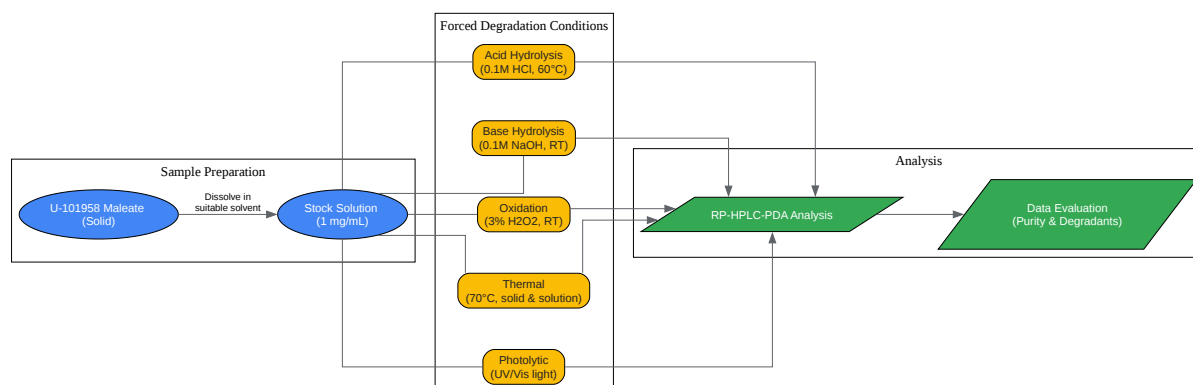 Forced Degradation Conditions
Acid Hydrolysis
(0.1M HCl, 60°C)
Base Hydrolysis
(0.1M NaOH, RT)
Sample Preparation
Analysis
U-101958 Maleate
(Solid)
Dissolve in
suitable solvent
Stock Solution
(1 mg/mL)
Oxidation
(3% H2O2, RT)
RP-HPLC-PDA Analysis
Data Evaluation
(Purity & Degradants)
Thermal
(70°C, solid & solution)
Photolytic
(UV/Vis light)